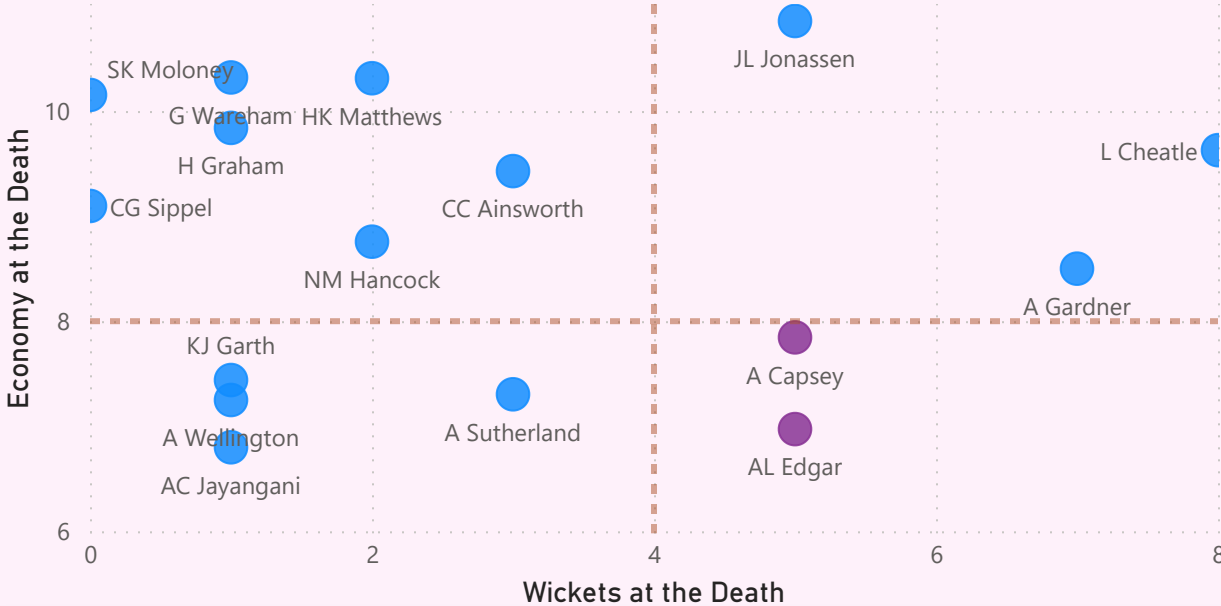 JL Jonassen
SK Moloney
10
G Wareham
HK Matthews
L Cheatle
H Graham
CG Sippel
CC Ainsworth
NM Hancock
A Gardner
8
KJ Garth
A Capsey
A Wellington
A Sutherland
AL Edgar
AC Jayangani
6
0
2
4
6
8
Economy at the Death
Wickets at the Death